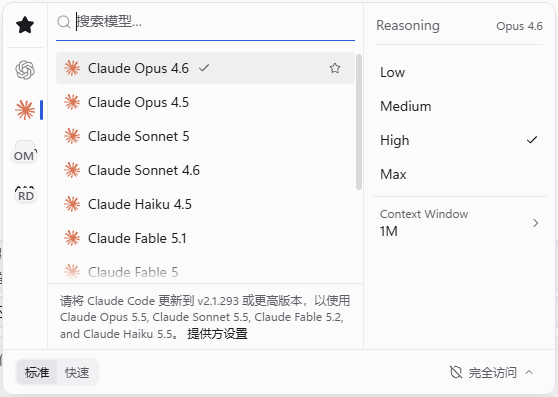 搜索模型...
Claude Opus 4.6
Claude Opus 4.5
Claude Sonnet 5
Claude Sonnet 4.6
Claude Haiku 4.5
Claude Fable 5.1
Claude Fable 5
OM
RD
请将 Claude Code 更新到 v2.1.293 或更高版本，以使用
Claude Opus 5.5, Claude Sonnet 5.5, Claude Fable 5.2,
and Claude Haiku 5.5。 提供方设置
Reasoning Opus 4.6
Low
Medium
High
Max
Context Window
1M
标准 快速
完全访问